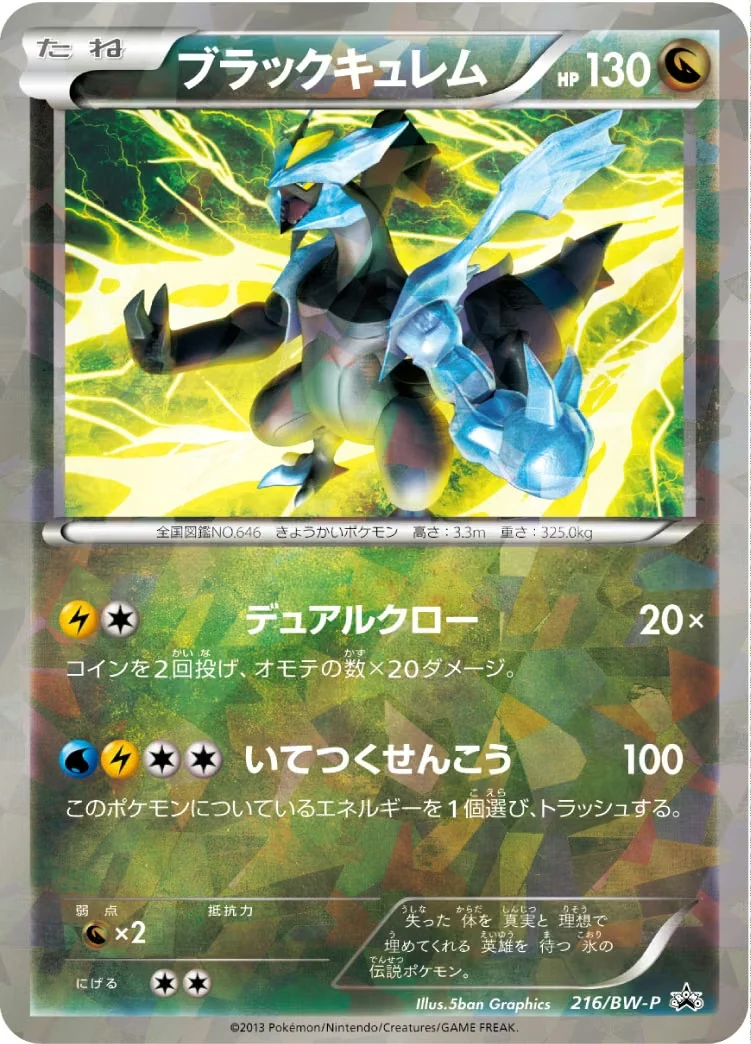 たね
ブラックキュレム HP 130
全国図鑑NO.646 きょうかいポケモン 高さ:3.3m 重さ:325.0kg
デュアルクロー 20×
コインを2回投げ、オモテの数×20ダメージ。
いてつくせんこう 100
このポケモンについているエネルギーを1個選び、トラッシュする。
弱点 抵抗力
×2
にげる
失った 体を 真実と 理想で
埋めてくれる 英雄を 待つ 氷の
伝説ポケモン。
Illus.5ban Graphics 216/BW-P PROMO
©2013 Pokémon/Nintendo/Creatures/GAME FREAK.